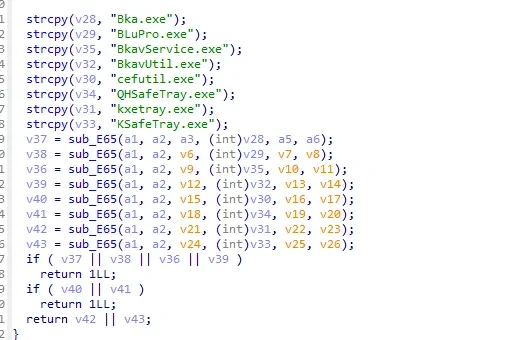 strcpy(v28, "Bka.exe");
strcpy(v29, "BLuPro.exe");
strcpy(v35, "BkavService.exe");
strcpy(v32, "BkavUtil.exe");
strcpy(v30, "cefutil.exe");
strcpy(v34, "QHSafeTray.exe");
strcpy(v31, "kxetray.exe");
strcpy(v33, "KSafeTray.exe");
v37 = sub_E65(a1, a2, a3, (int)v28, a5, a6);
v38 = sub_E65(a1, a2, v6, (int)v29, v7, v8);
v36 = sub_E65(a1, a2, v9, (int)v35, v10, v11);
v39 = sub_E65(a1, a2, v12, (int)v32, v13, v14);
v40 = sub_E65(a1, a2, v15, (int)v30, v16, v17);
v41 = sub_E65(a1, a2, v18, (int)v34, v19, v20);
v42 = sub_E65(a1, a2, v21, (int)v31, v22, v23);
v43 = sub_E65(a1, a2, v24, (int)v33, v25, v26);
if ( v37 || v38 || v36 || v39 )
return 1LL;
if ( v40 || v41 )
return 1LL;
return v42 || v43;
}